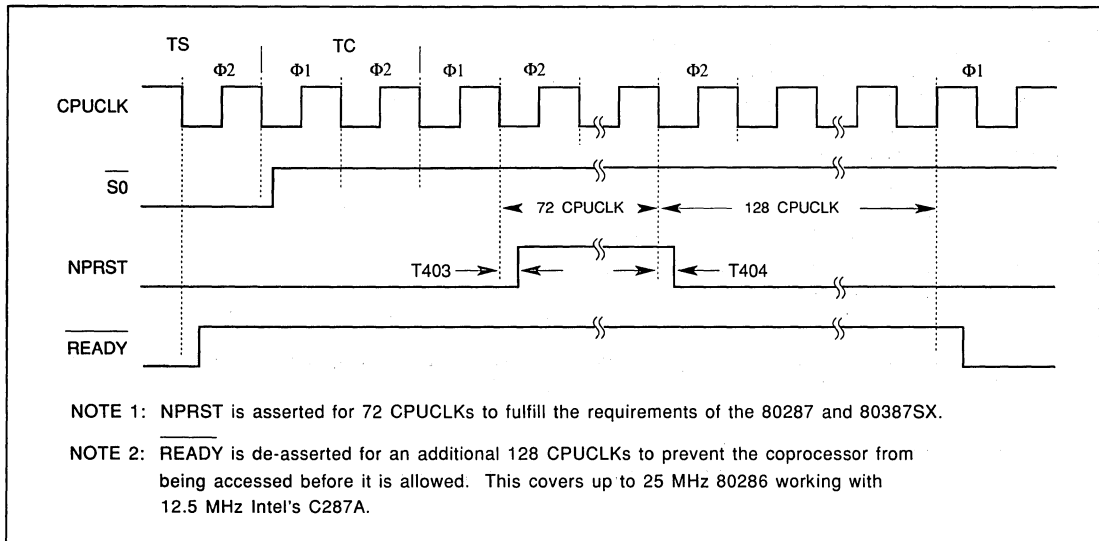 TS TC
Φ2 Φ1 Φ2 Φ1 Φ2 Φ2 Φ1
CPUCLK
S0
72 CPUCLK 128 CPUCLK
NPRST T403 T404
READY
NOTE 1: NPRST is asserted for 72 CPUCLKs to fulfill the requirements of the 80287 and 80387SX.
NOTE 2: READY is de-asserted for an additional 128 CPUCLKs to prevent the coprocessor from
being accessed before it is allowed. This covers up to 25 MHz 80286 working with
12.5 MHz Intel's C287A.